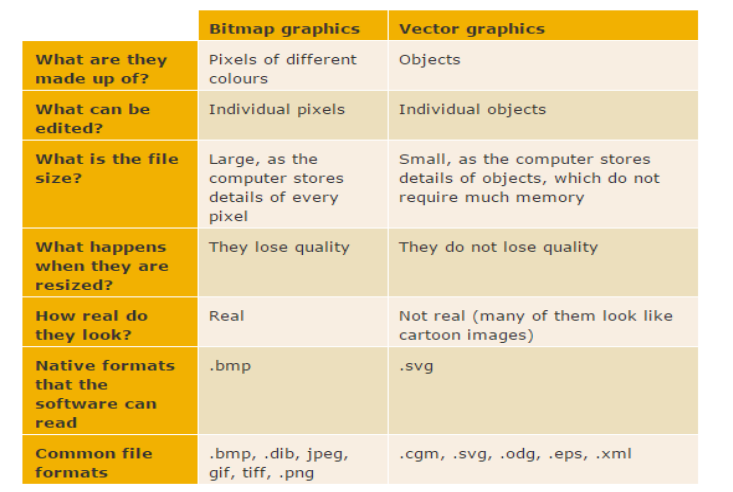 Bitmap graphics
Vector graphics
What are they
made up of?
Pixels of different
colours
Objects
What can be
edited?
Individual pixels
Individual objects
What is the file
size?
Large, as the
computer stores
details of every
pixel
Small, as the computer stores
details of objects, which do not
require much memory
What happens
when they are
resized?
They lose quality
They do not lose quality
How real do
they look?
Real
Not real (many of them look like
cartoon images)
Native formats
that the
software can
read
.bmp
.svg
Common file
formats
.bmp, .dib, jpeg,
gif, tiff, .png
.cgm, .svg, .odg, .eps, .xml